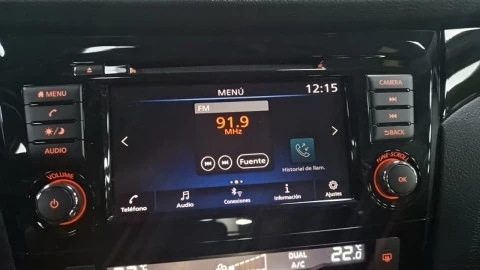 MENÚ 12:15
MENU
CAMERA
FM
91.9
MHz
Fuente
BACK
AUDIO
Historial de llam.
VOLUME
TUNE·SCROLL
OK
Teléfono Audio Conexiones Información Ajustes
DUAL
A/C
22.0
°C